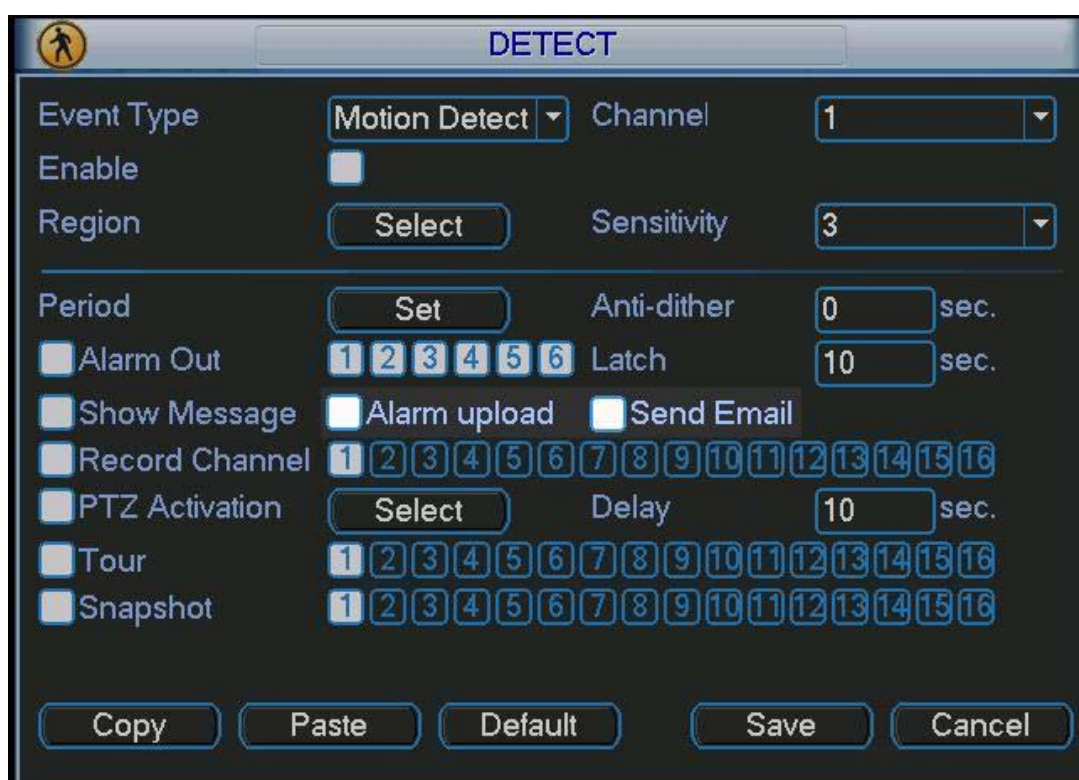 DETECT
Event Type Motion Detect Channel 1
Enable
Region Select Sensitivity 3
Period Set Anti-dither 0 sec.
Alarm Out 1 2 3 4 5 6 Latch 10 sec.
Show Message Alarm upload Send Email
Record Channel 1 2 3 4 5 6 7 8 9 10 11 12 13 14 15 16
PTZ Activation Select Delay 10 sec.
Tour 1 2 3 4 5 6 7 8 9 10 11 12 13 14 15 16
Snapshot 1 2 3 4 5 6 7 8 9 10 11 12 13 14 15 16
Copy Paste Default Save Cancel